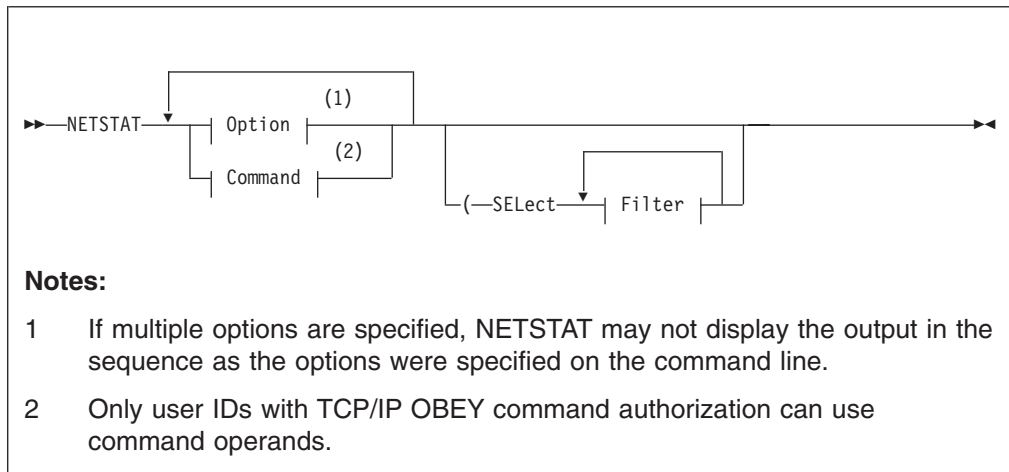 (1)
NETSTAT Option
(2)
Command
( SELect Filter
Notes:
1 If multiple options are specified, NETSTAT may not display the output in the
sequence as the options were specified on the command line.
2 Only user IDs with TCP/IP OBEY command authorization can use
command operands.